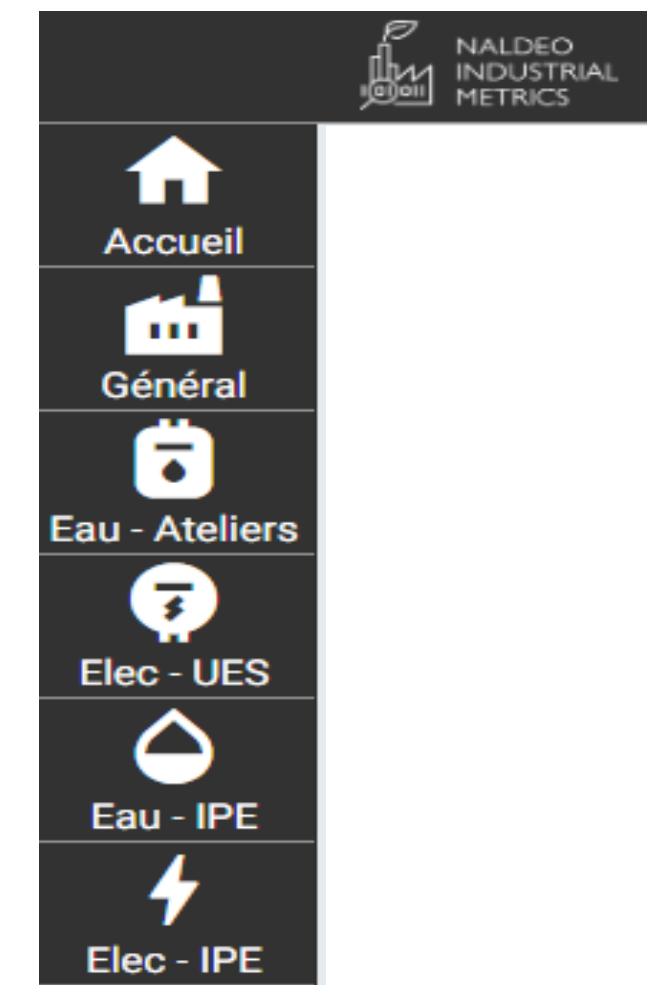 NALDEO
INDUSTRIAL
METRICS
Accueil
Général
Eau - Ateliers
Elec - UES
Eau - IPE
Elec - IPE